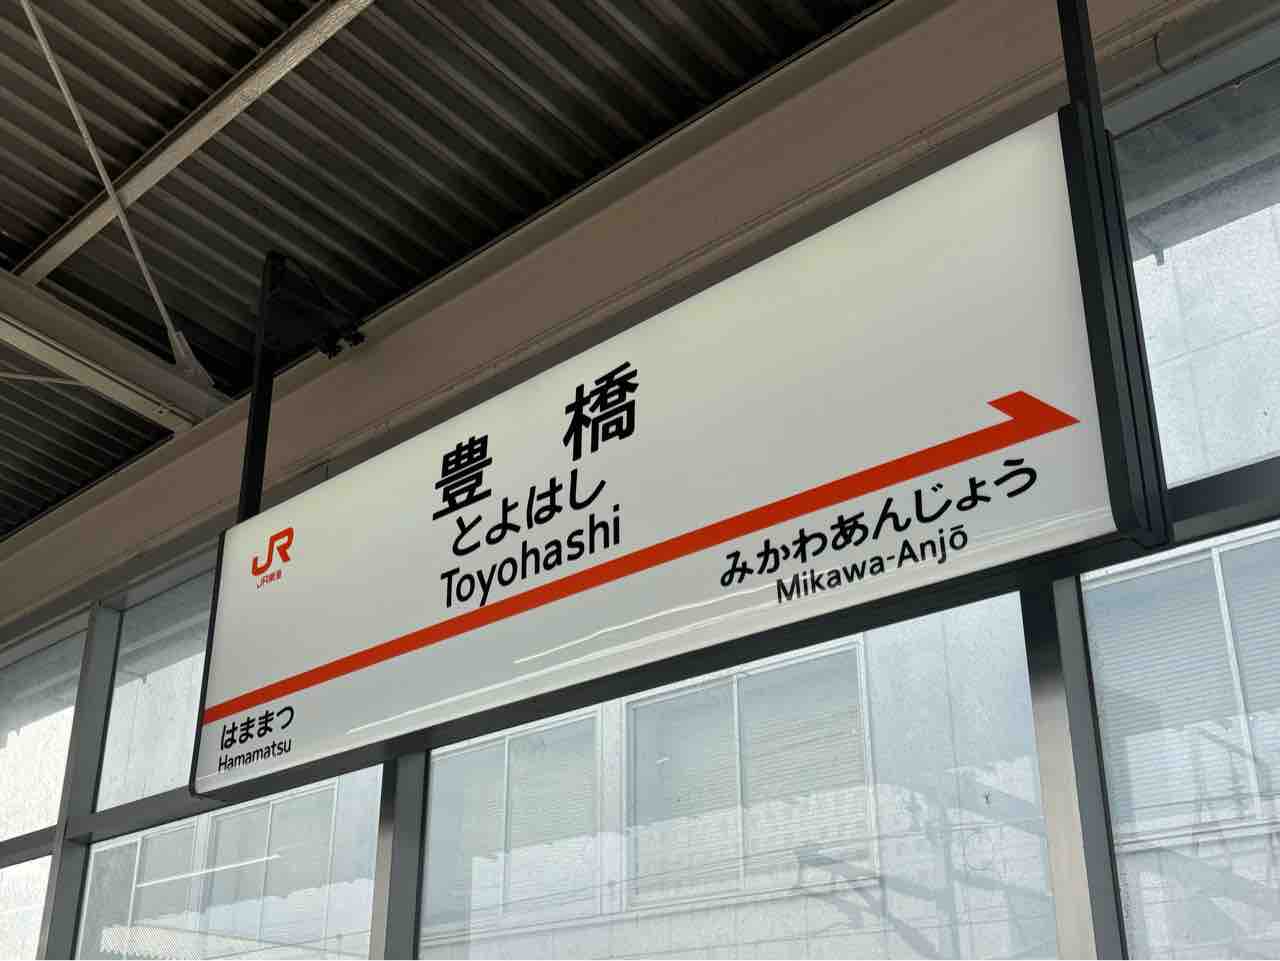 JR
JR東海
豊橋
とよはし
Toyohashi
みかわあんじょう
Mikawa-Anjō
はままつ
Hamamatsu